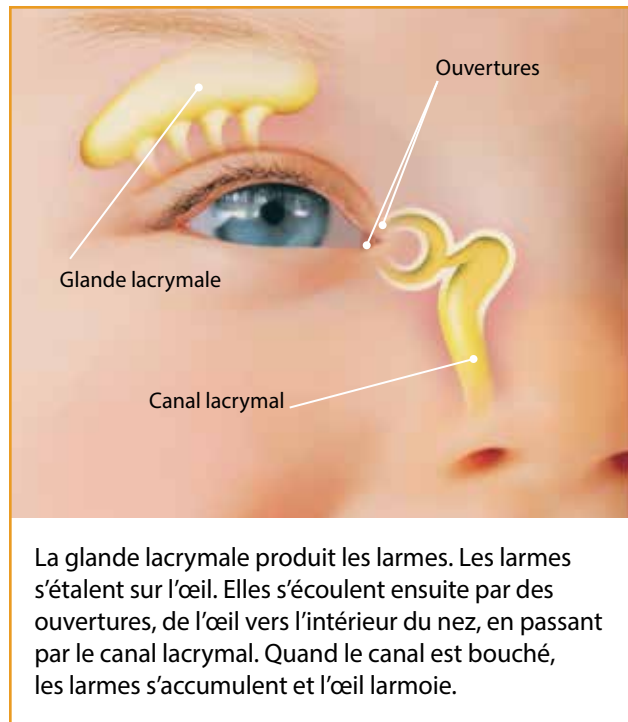 Ouvertures
Glande lacrymale
Canal lacrymal
La glande lacrymale produit les larmes. Les larmes
s’étalent sur l’œil. Elles s’écoulent ensuite par des
ouvertures, de l’œil vers l’intérieur du nez, en passant
par le canal lacrymal. Quand le canal est bouché,
les larmes s’accumulent et l’œil larmoie.